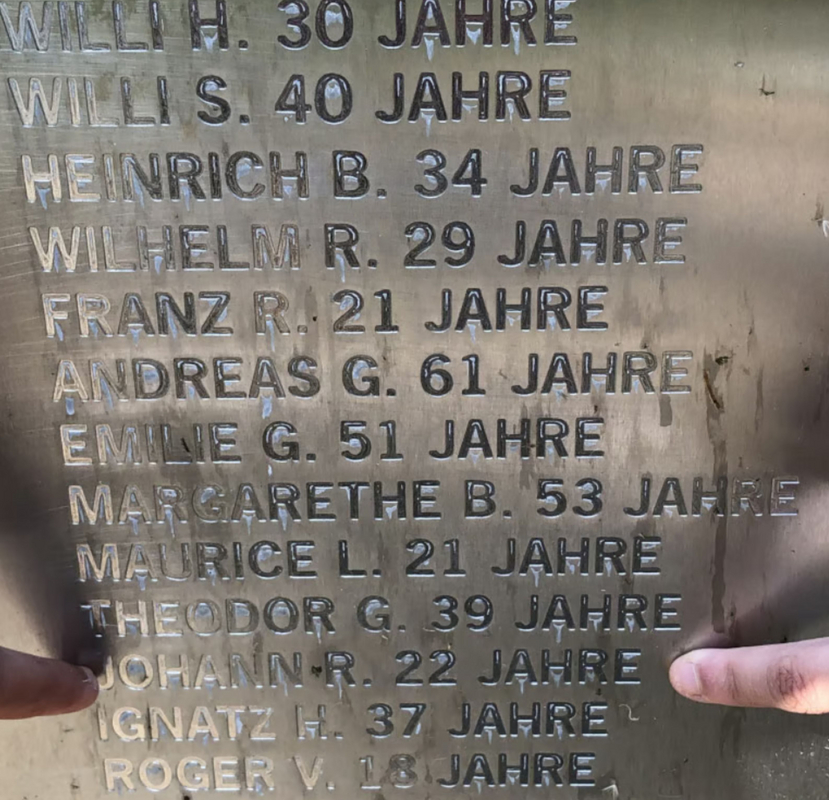 WILLI H. 30 JAHRE
WILLI S. 40 JAHRE
HEINRICH B. 34 JAHRE
WILHELM R. 29 JAHRE
FRANZ R. 21 JAHRE
ANDREAS G. 61 JAHRE
EMILIE G. 51 JAHRE
MARGARETHE B. 53 JAHRE
MAURICE L. 21 JAHRE
THEODOR G. 39 JAHRE
JOHANN R. 22 JAHRE
IGNATZ H. 37 JAHRE
ROGER V. 18 JAHRE